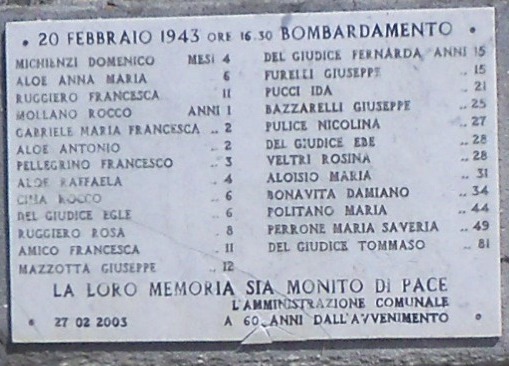 • 20 FEBBRAIO 1943 ORE 16.30 BOMBARDAMENTO •
MICHIENZI DOMENICO MESI 4
ALOE ANNA MARIA 6
RUGGIERO FRANCESCA 11
MOLLANO ROCCO ANNI 1
GABRIELE MARIA FRANCESCA .. 2
ALOE ANTONIO .. 2
PELLEGRINO FRANCESCO .. 3
ALOE RAFFAELA .. 4
CIMA ROCCO .. 6
DEL GIUDICE EGLE .. 6
RUGGIERO ROSA .. 8
AMICO FRANCESCA .. 11
MAZZOTTA GIUSEPPE .. 12
DEL GIUDICE FERNARDA ANNI 15
FURELLI GIUSEPPE .. 15
PUCCI IDA .. 21
BAZZARELLI GIUSEPPE .. 25
PULICE NICOLINA .. 27
DEL GIUDICE EBE .. 28
VELTRI ROSINA .. 28
ALOISIO MARIA .. 31
BONAVITA DAMIANO .. 34
POLITANO MARIA .. 44
PERRONE MARIA SAVERIA .. 49
DEL GIUDICE TOMMASO .. 81
LA LORO MEMORIA SIA MONITO DI PACE
L'AMMINISTRAZIONE COMUNALE
• 27 02 2003 A 60 ANNI DALL'AVVENIMENTO •